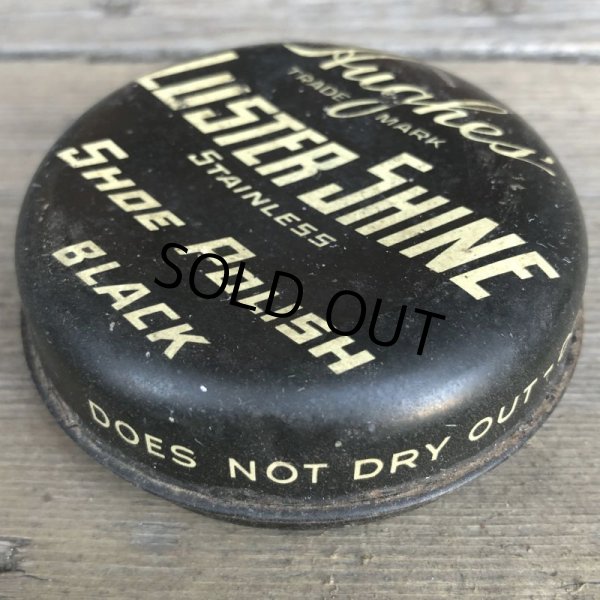 Hughes'
TRADE MARK
LUSTER SHINE
STAINLESS
SHOE POLISH
BLACK
DOES NOT DRY OUT -
SOLD OUT